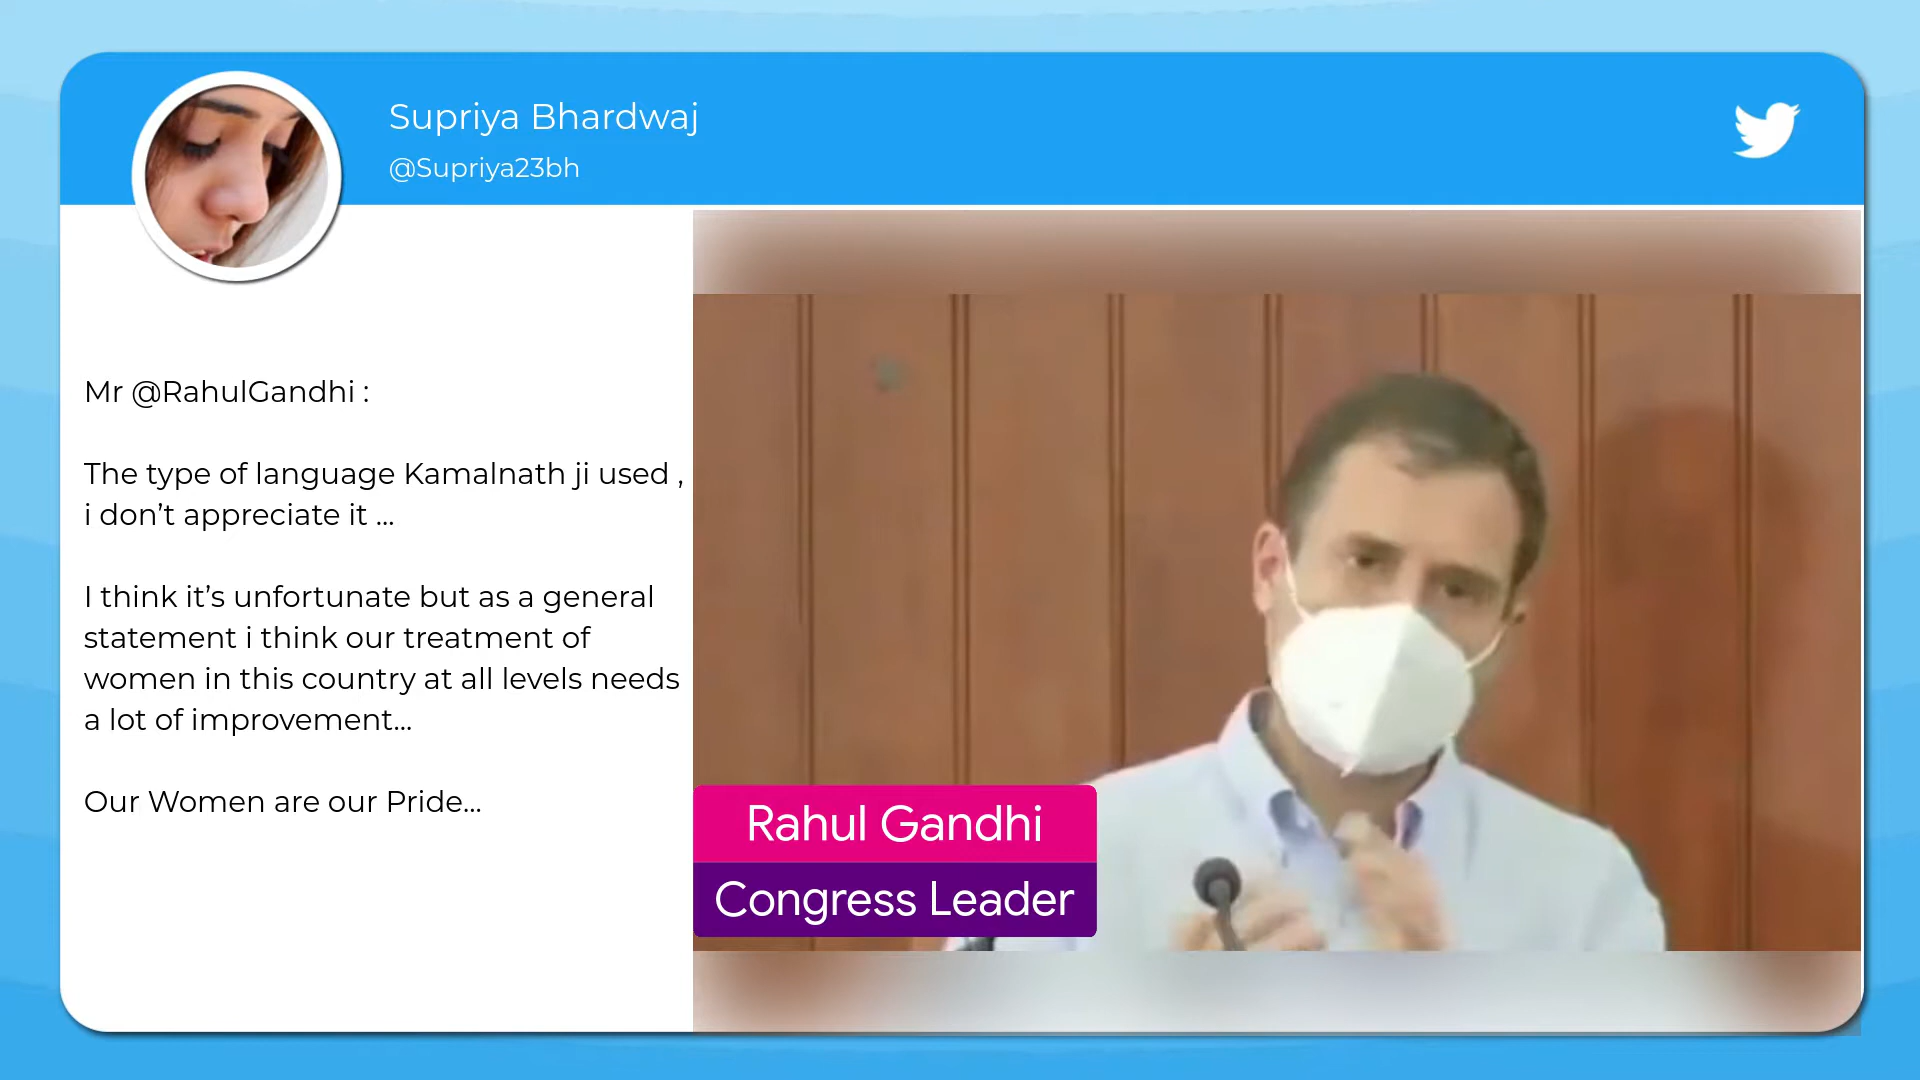 Supriya Bhardwaj
@Supriya23bh
Mr @RahulGandhi :
The type of language Kamalnath ji used ,
i don’t appreciate it ...
I think it’s unfortunate but as a general
statement i think our treatment of
women in this country at all levels needs
a lot of improvement...
Our Women are our Pride...
Rahul Gandhi
Congress Leader